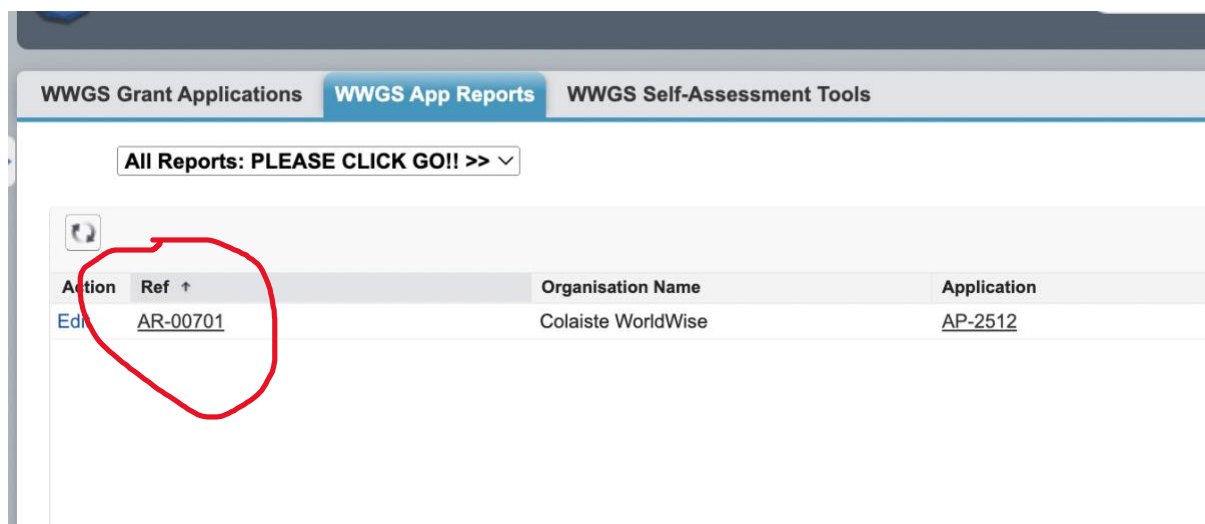 WWGS Grant Applications WWGS App Reports WWGS Self-Assessment Tools
All Reports: PLEASE CLICK GO!! >>
Action Ref ↑ Organisation Name Application
Edit AR-00701 Colaiste WorldWise AP-2512